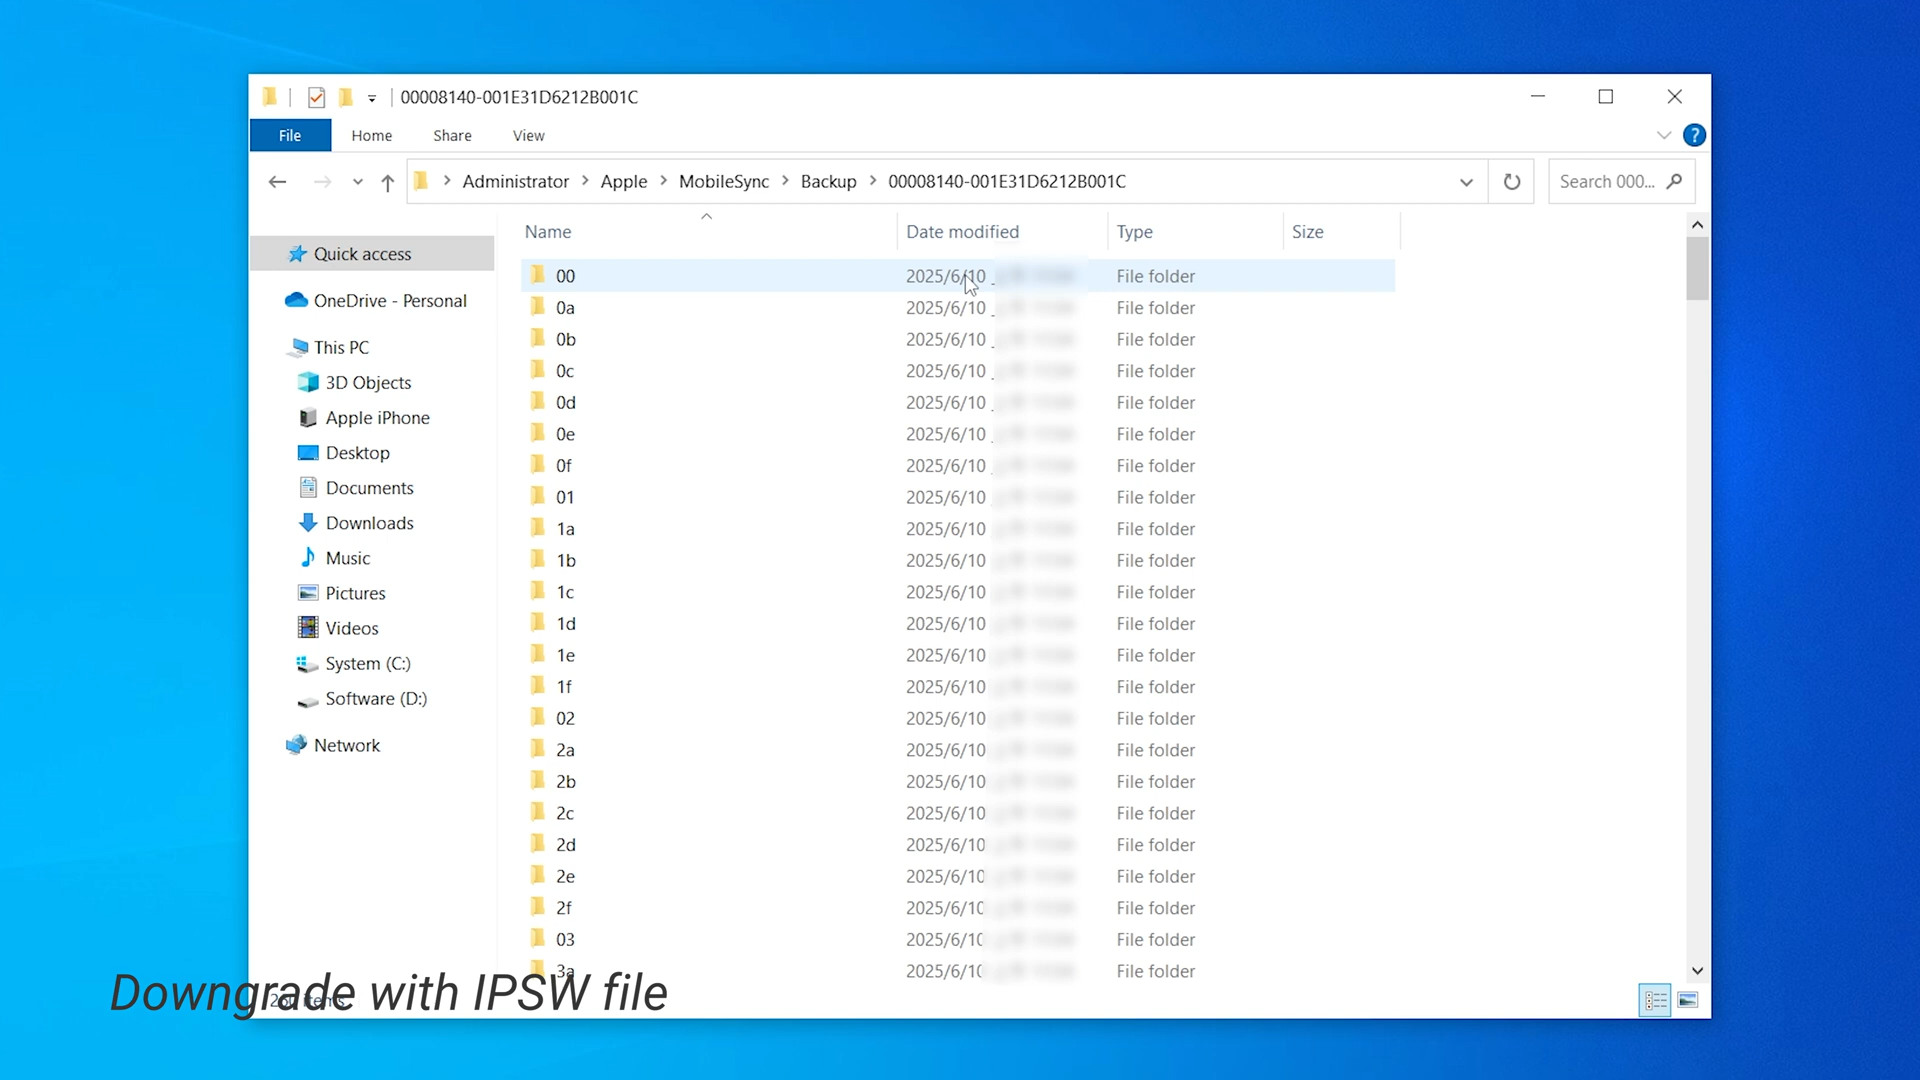 00008140-001E31D6212B001C
File Home Share View
Administrator Apple MobileSync Backup 00008140-001E31D6212B001C
Search 000...
Name Date modified Type Size
Quick access
OneDrive - Personal
This PC
3D Objects
Apple iPhone
Desktop
Documents
Downloads
Music
Pictures
Videos
System (C:)
Software (D:)
Network
00 2025/6/10 File folder
0a 2025/6/10 File folder
0b 2025/6/10 File folder
0c 2025/6/10 File folder
0d 2025/6/10 File folder
0e 2025/6/10 File folder
0f 2025/6/10 File folder
01 2025/6/10 File folder
1a 2025/6/10 File folder
1b 2025/6/10 File folder
1c 2025/6/10 File folder
1d 2025/6/10 File folder
1e 2025/6/10 File folder
1f 2025/6/10 File folder
02 2025/6/10 File folder
2a 2025/6/10 File folder
2b 2025/6/10 File folder
2c 2025/6/10 File folder
2d 2025/6/10 File folder
2e 2025/6/10 File folder
2f 2025/6/10 File folder
03 2025/6/10 File folder
3a 2025/6/10 File folder
items
Downgrade with IPSW file